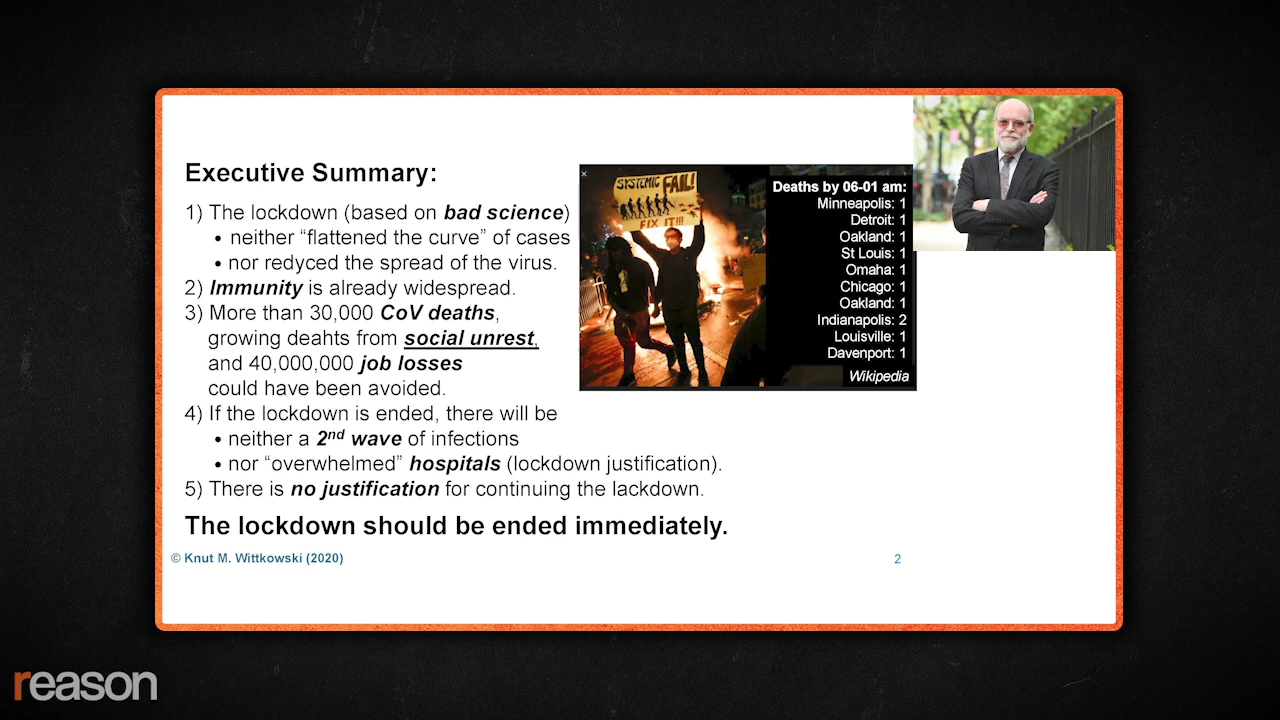 Executive Summary:
1) The lockdown (based on bad science)
• neither “flattened the curve” of cases
• nor redyced the spread of the virus.
2) Immunity is already widespread.
3) More than 30,000 CoV deaths,
growing deahts from social unrest,
and 40,000,000 job losses
could have been avoided.
4) If the lockdown is ended, there will be
• neither a 2nd wave of infections
• nor “overwhelmed” hospitals (lockdown justification).
5) There is no justification for continuing the lackdown.
The lockdown should be ended immediately.
© Knut M. Wittkowski (2020)
2
SYSTEMIC FAIL!
FIX IT!!!
Deaths by 06-01 am:
Minneapolis: 1
Detroit: 1
Oakland: 1
St Louis: 1
Omaha: 1
Chicago: 1
Oakland: 1
Indianapolis: 2
Louisville: 1
Davenport: 1
Wikipedia
reason